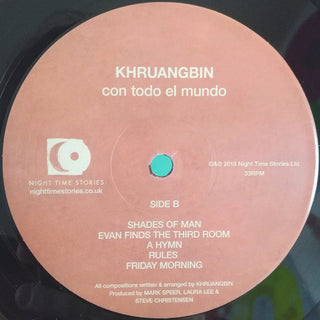 KHRUANGBIN
con todo el mundo
NIGHT TIME STORIES
nighttimestories.co.uk
℗&© 2018 Night Time Stories Ltd.
33RPM
SIDE B
SHADES OF MAN
EVAN FINDS THE THIRD ROOM
A HYMN
RULES
FRIDAY MORNING
All compositions written & arranged by KHRUANGBIN
Produced by MARK SPEER, LAURA LEE &
STEVE CHRISTENSEN